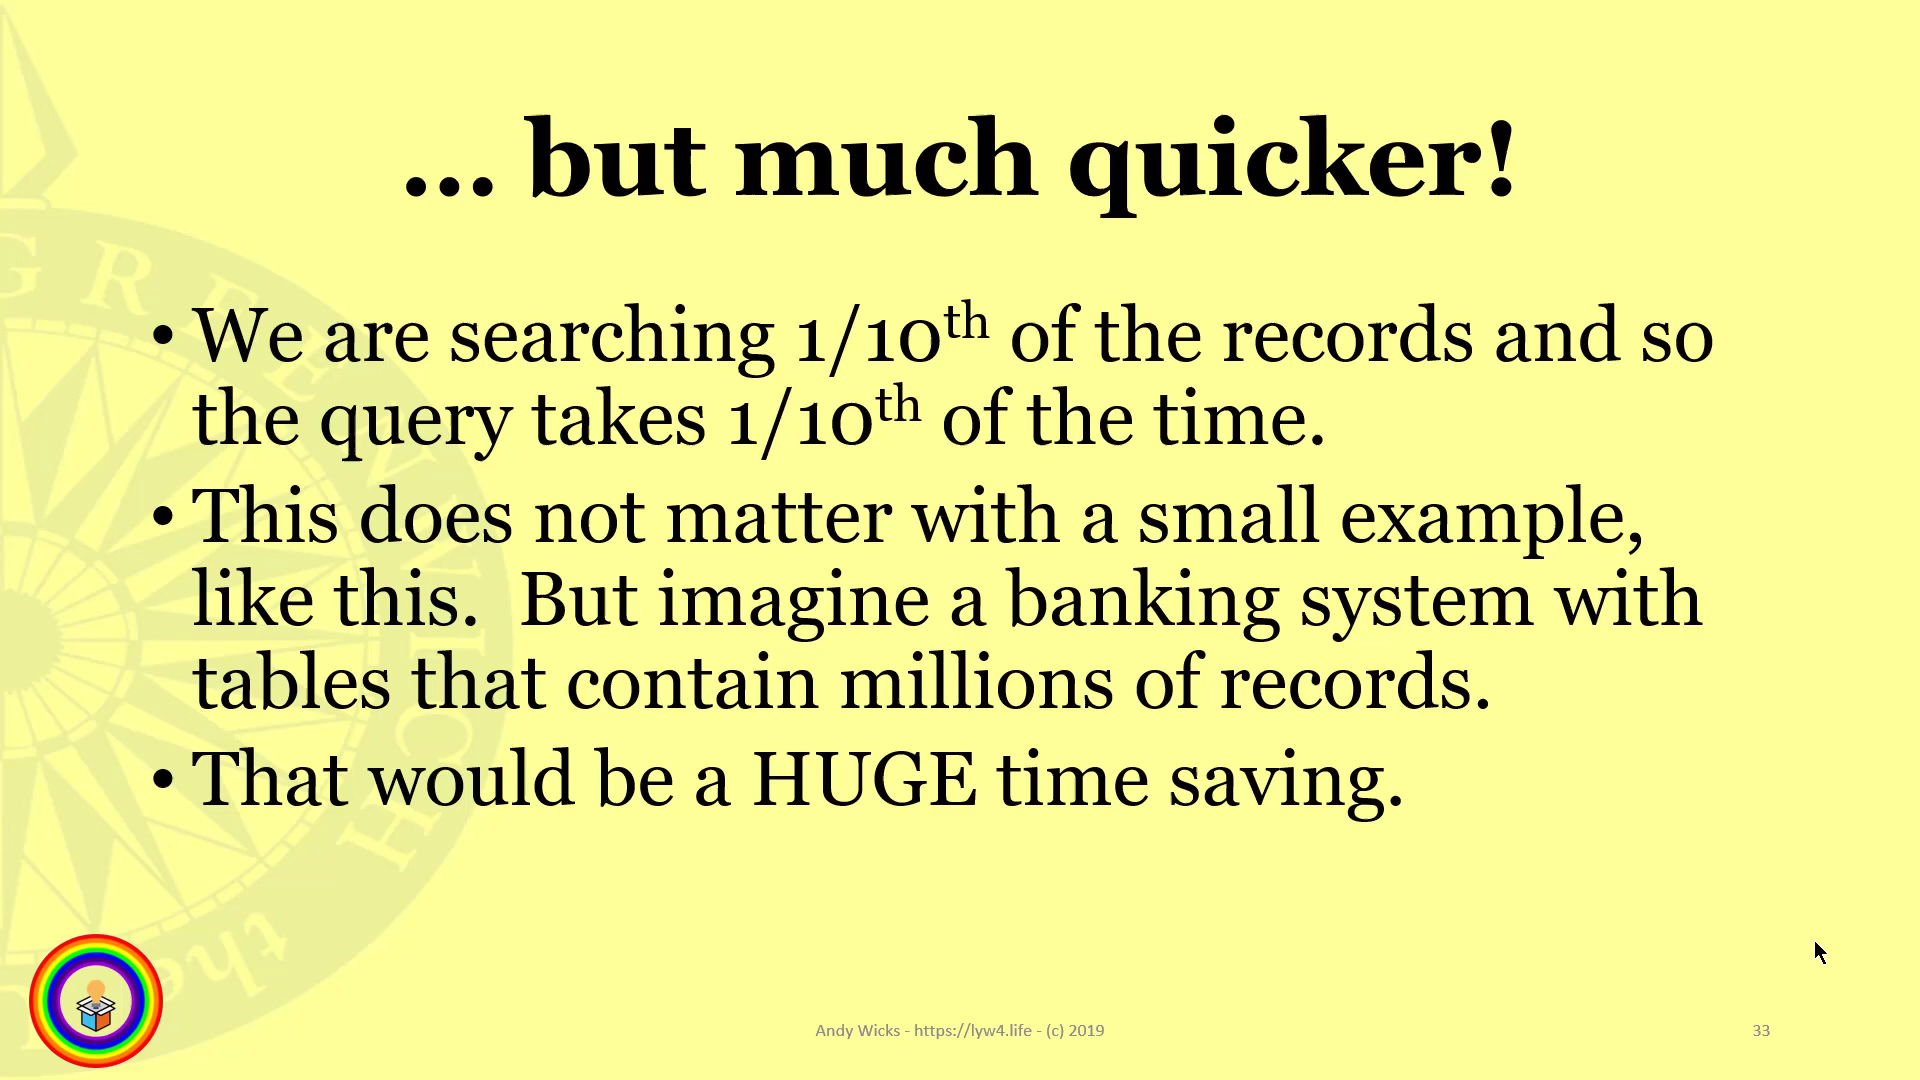 ... but much quicker!
• We are searching 1/10th of the records and so
the query takes 1/10th of the time.
• This does not matter with a small example,
like this.  But imagine a banking system with
tables that contain millions of records.
• That would be a HUGE time saving.
GREENWICH
the
Andy Wicks - https://lyw4.life - (c) 2019
33